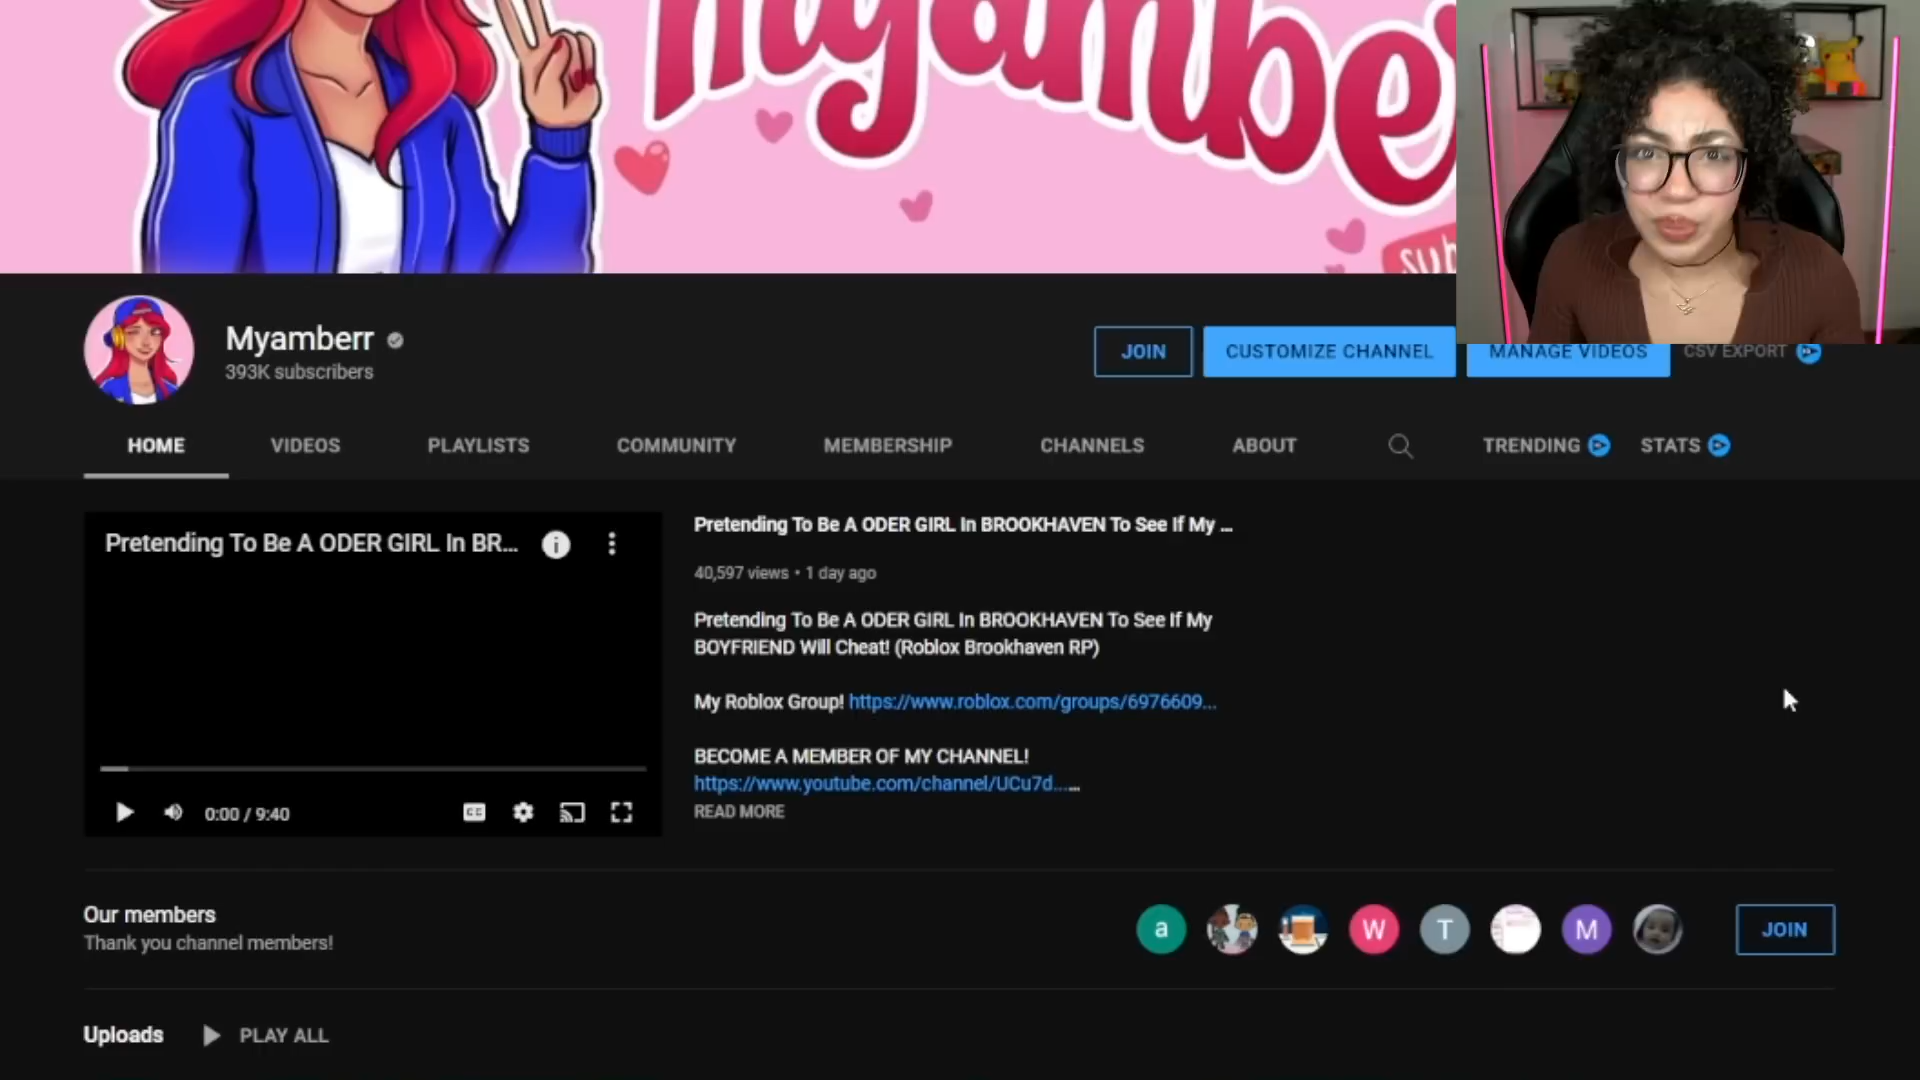 myambe
sub
Myamberr
393K subscribers
JOIN
CUSTOMIZE CHANNEL
MANAGE VIDEOS
CSV EXPORT
HOME
VIDEOS
PLAYLISTS
COMMUNITY
MEMBERSHIP
CHANNELS
ABOUT
TRENDING
STATS
Pretending To Be A ODER GIRL In BR...
Pretending To Be A ODER GIRL In BROOKHAVEN To See If My ...
40,597 views • 1 day ago
Pretending To Be A ODER GIRL In BROOKHAVEN To See If My
BOYFRIEND Will Cheat! (Roblox Brookhaven RP)
My Roblox Group! https://www.roblox.com/groups/6976609...
BECOME A MEMBER OF MY CHANNEL!
https://www.youtube.com/channel/UCu7d......
READ MORE
0:00 / 9:40
CC
Our members
Thank you channel members!
a
W
T
M
JOIN
Uploads
PLAY ALL